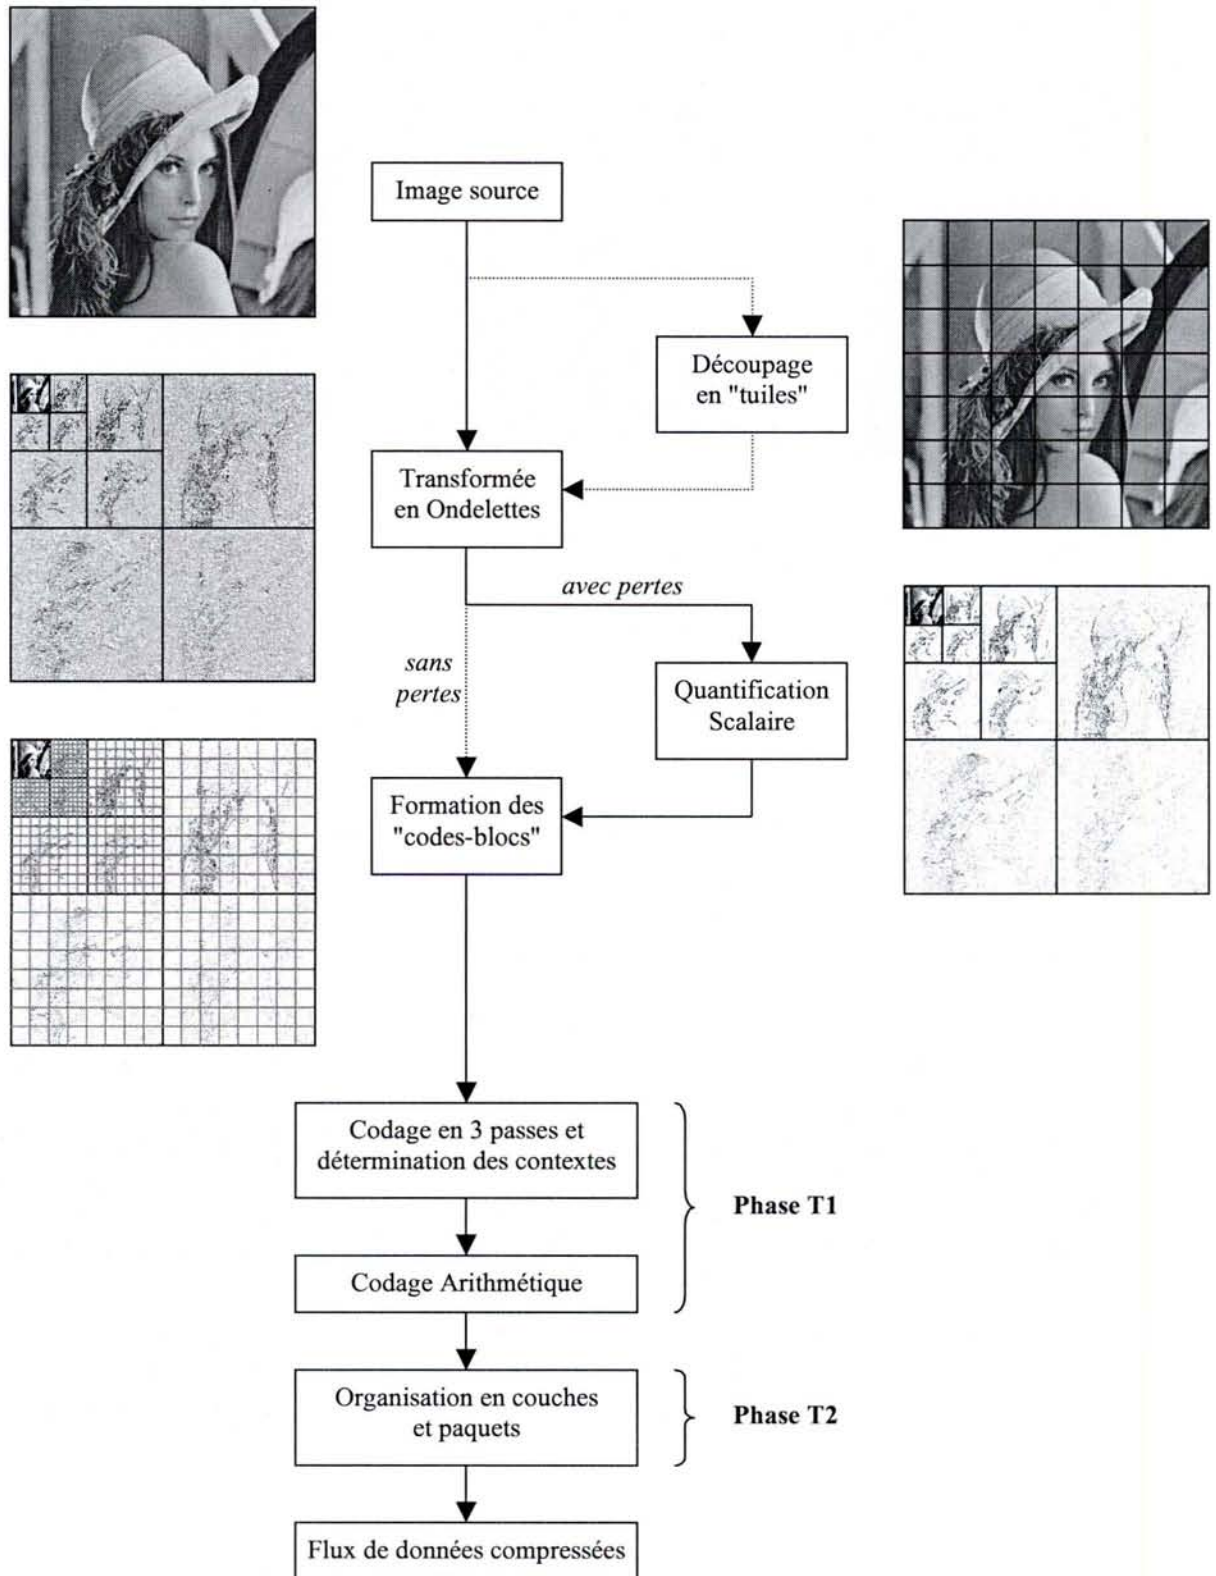 Image source
Découpage
en "tuiles"
Transformée
en Ondelettes
avec pertes
sans
pertes
Quantification
Scalaire
Formation des
"codes-blocs"
Codage en 3 passes et
détermination des contextes
Phase T1
Codage Arithmétique
Organisation en couches
et paquets
Phase T2
Flux de données compressées